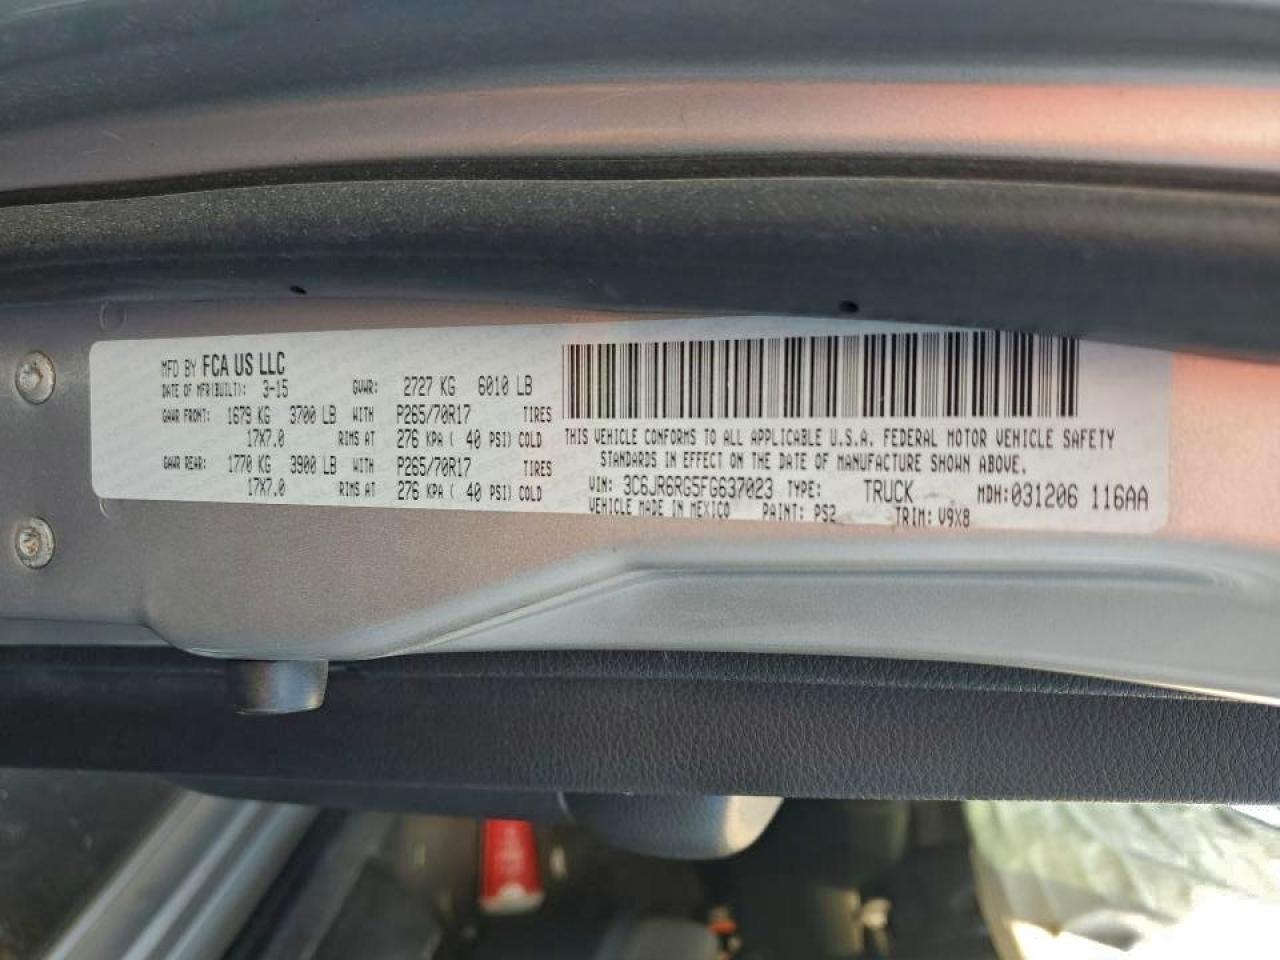 MFD BY FCA US LLC
DATE OF MFR(BUILT): 3-15 GVWR: 2727 KG 6010 LB
GAWR FRONT: 1679 KG 3700 LB WITH P265/70R17 TIRES
17X7.0 RIMS AT 276 KPA ( 40 PSI) COLD
GAWR REAR: 1770 KG 3900 LB WITH P265/70R17 TIRES
17X7.0 RIMS AT 276 KPA ( 40 PSI) COLD
THIS VEHICLE CONFORMS TO ALL APPLICABLE U.S.A. FEDERAL MOTOR VEHICLE SAFETY
STANDARDS IN EFFECT ON THE DATE OF MANUFACTURE SHOWN ABOVE.
VIN: 3C6JR6RG5FG637023 TYPE: TRUCK MDH:031206 116AA
VEHICLE MADE IN MEXICO PAINT: PS2 TRIM: V9X8